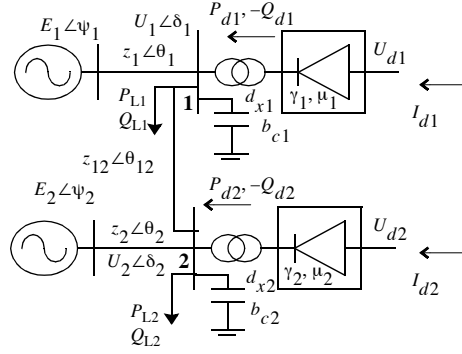 E1∠ψ1
U1∠δ1
Pd1, -Qd1
z1∠θ1
Ud1
PL1
QL1
1
dx1
bc1
γ1, μ1
Id1
z12∠θ12
E2∠ψ2
Pd2, -Qd2
z2∠θ2
U2∠δ2
2
Ud2
PL2
QL2
dx2
bc2
γ2, μ2
Id2